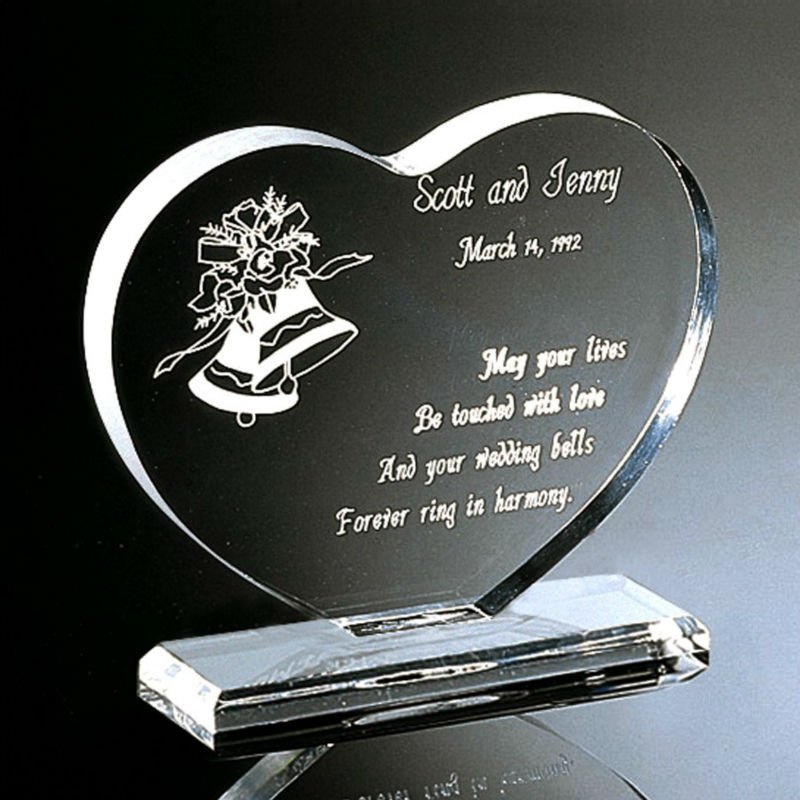 Scott and Jenny
March 14, 1992
May your lives
Be touched with love
And your wedding bells
Forever ring in harmony.